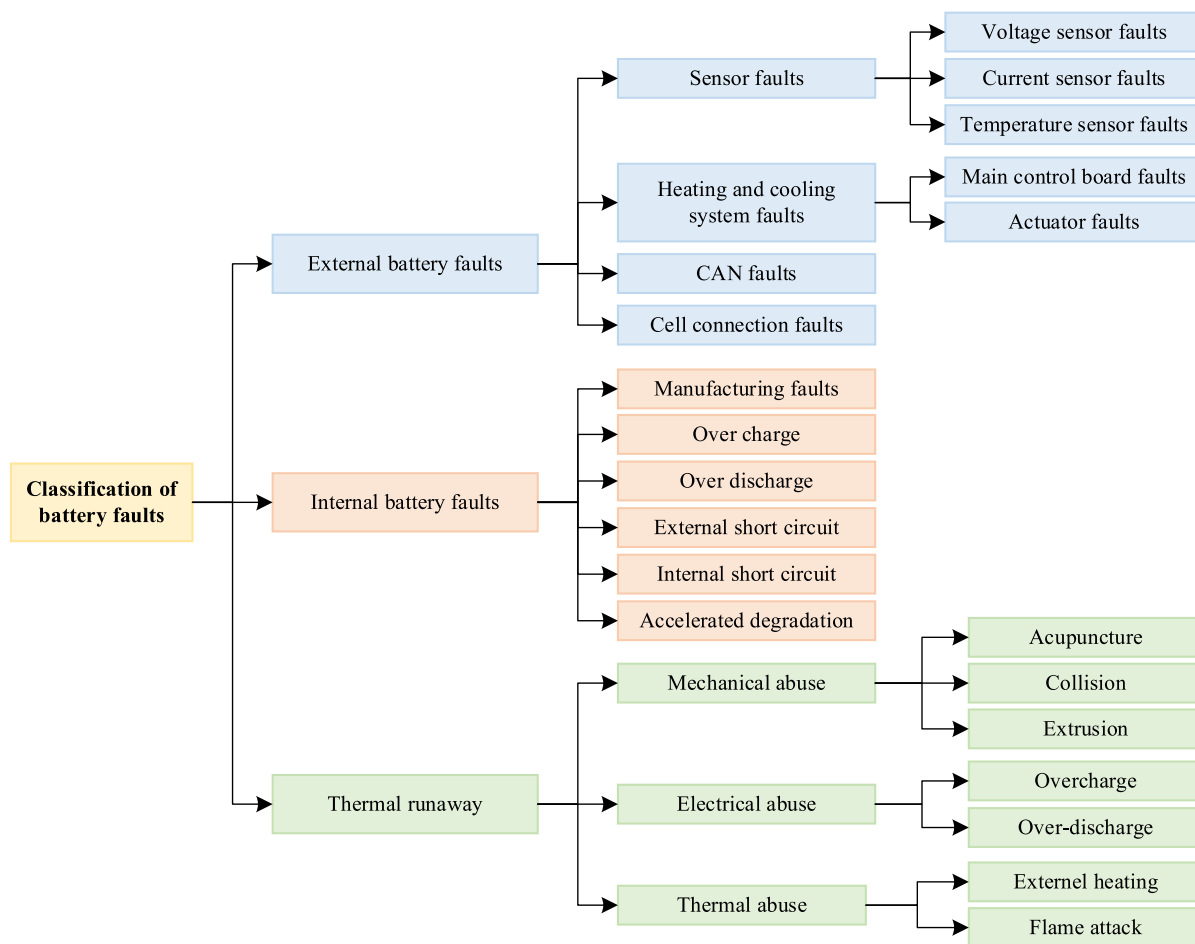 Classification of
battery faults
External battery faults
Sensor faults
Voltage sensor faults
Current sensor faults
Temperature sensor faults
Heating and cooling
system faults
Main control board faults
Actuator faults
CAN faults
Cell connection faults
Internal battery faults
Manufacturing faults
Over charge
Over discharge
External short circuit
Internal short circuit
Accelerated degradation
Thermal runaway
Mechanical abuse
Acupuncture
Collision
Extrusion
Electrical abuse
Overcharge
Over-discharge
Thermal abuse
Externel heating
Flame attack